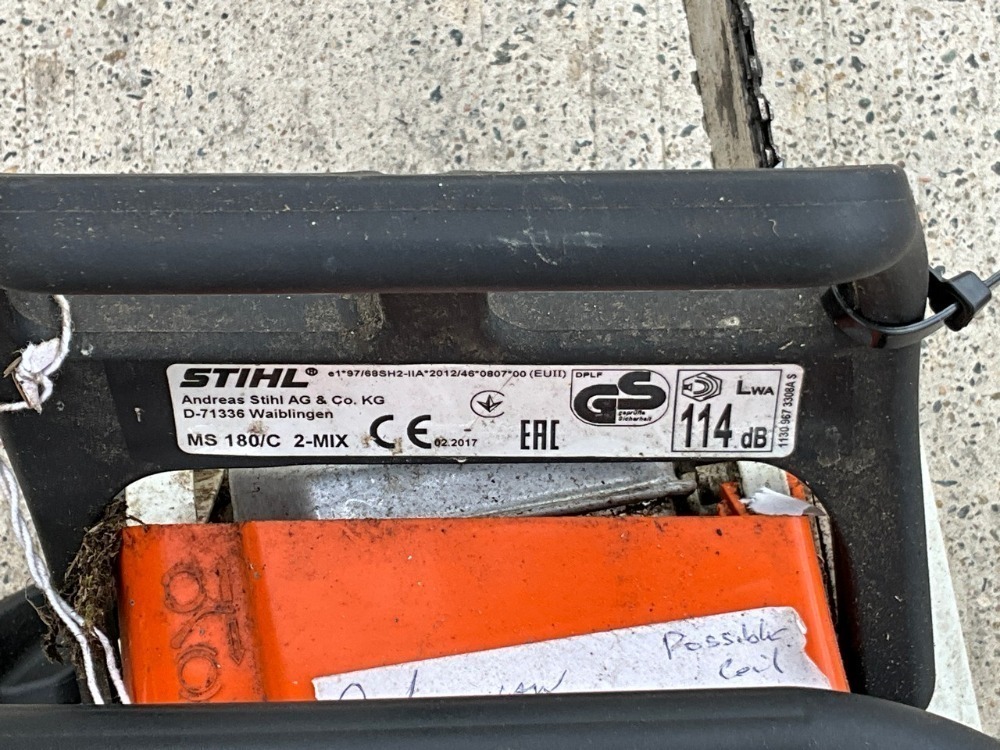 STIHL® e1*97/68SH2-IIA*2012/46*0807*00 (EUII)
Andreas Stihl AG & Co. KG
D-71336 Waiblingen
MS 180/C 2-MIX CE 02.2017
EAC
DPLF
GS
geprüfte
Sicherheit
LWA
114 dB
1130 967 3308A S
Possible
Coil